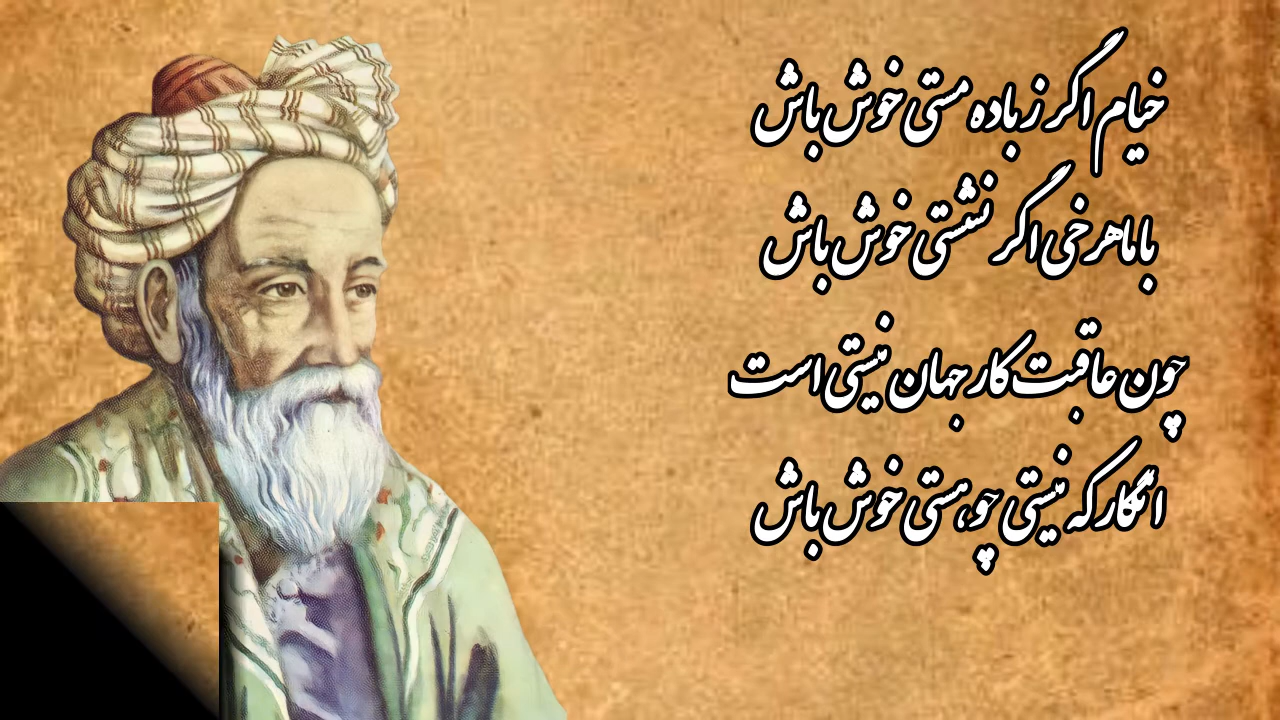 خیام اگر ز باده مستی خوش باش
با ماهرخی اگر نشستی خوش باش
چون عاقبت کار جهان نیستی است
انگار که نیستی چو هستی خوش باش